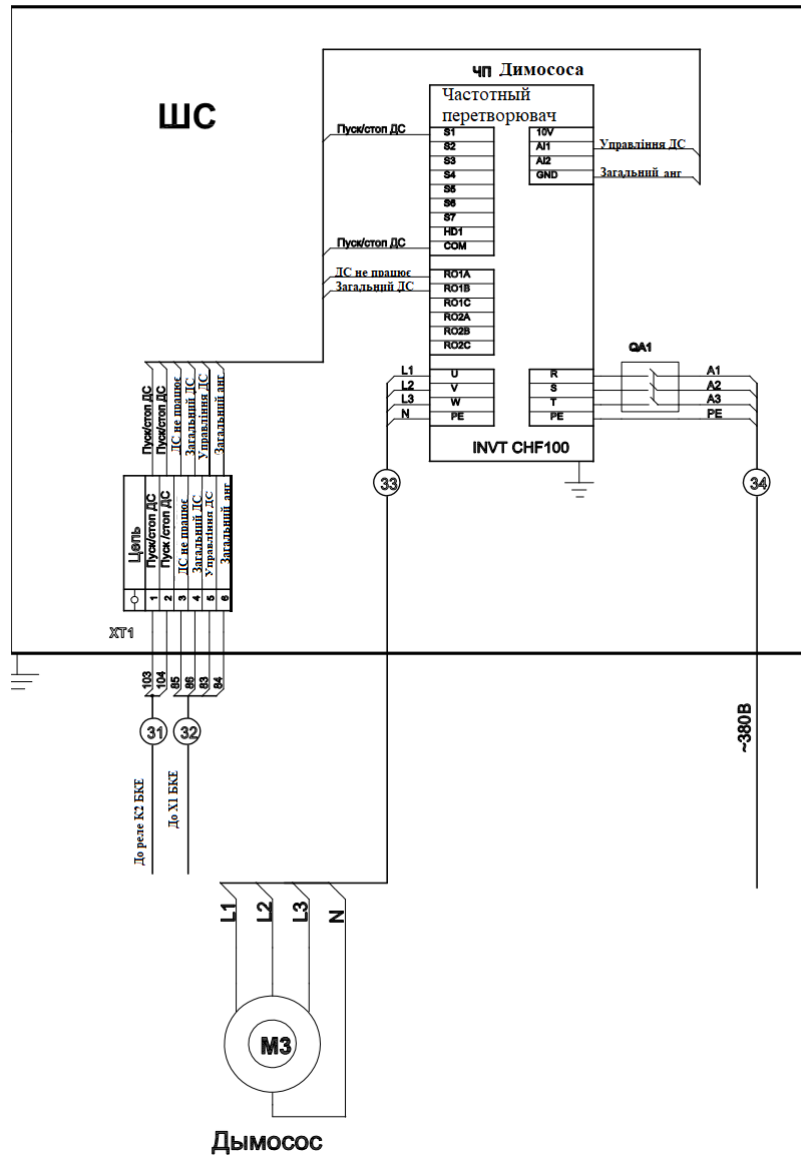 ШС
ЧП Димососа
Частотный
перетворювач
Пуск/стоп ДС
S1
S2
S3
S4
S5
S6
S7
HD1
Пуск/стоп ДС
COM
10V
AI1
Управління ДС
AI2
GND
Загальний анг
ДС не працює
RO1A
Загальний ДС
RO1B
RO1C
RO2A
RO2B
RO2C
QA1
L1
U
L2
V
L3
W
N
PE
R
A1
S
A2
T
A3
PE
PE
INVT CHF100
33
34
Пуск/стоп ДС
Пуск/стоп ДС
ДС не працює
Загальний ДС
Управління ДС
Загальний анг
Цепь
Пуск/стоп ДС
Пуск /стоп ДС
ДС не працює
Загальний ДС
Управління ДС
Загальний анг
1
2
3
4
5
6
XT1
103
104
85
86
83
84
31
32
До реле К2 БКЕ
До X1 БКЕ
~380В
L1
L2
L3
N
М3
Дымосос